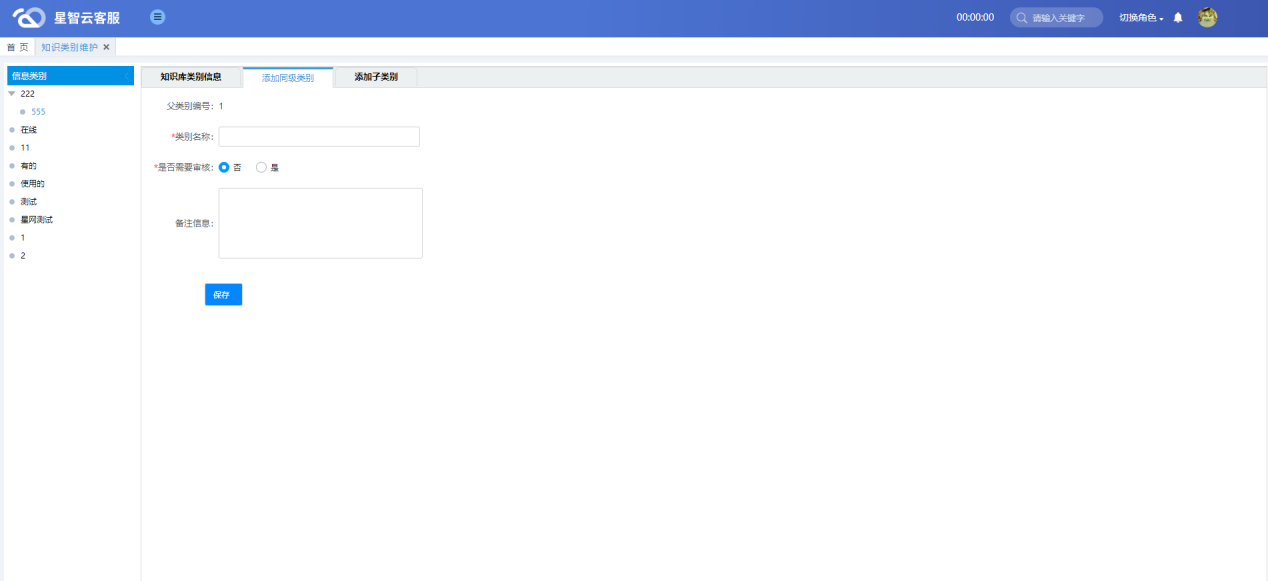 星智云客服
00:00:00
请输入关键字
切换角色
首 页
知识类别维护
信息类别
222
555
在线
11
有的
使用的
测试
星网测试
1
2
知识库类别信息
添加同级类别
添加子类别
父类别编号：1
*类别名称：
*是否需要审核： 否 是
备注信息：
保存